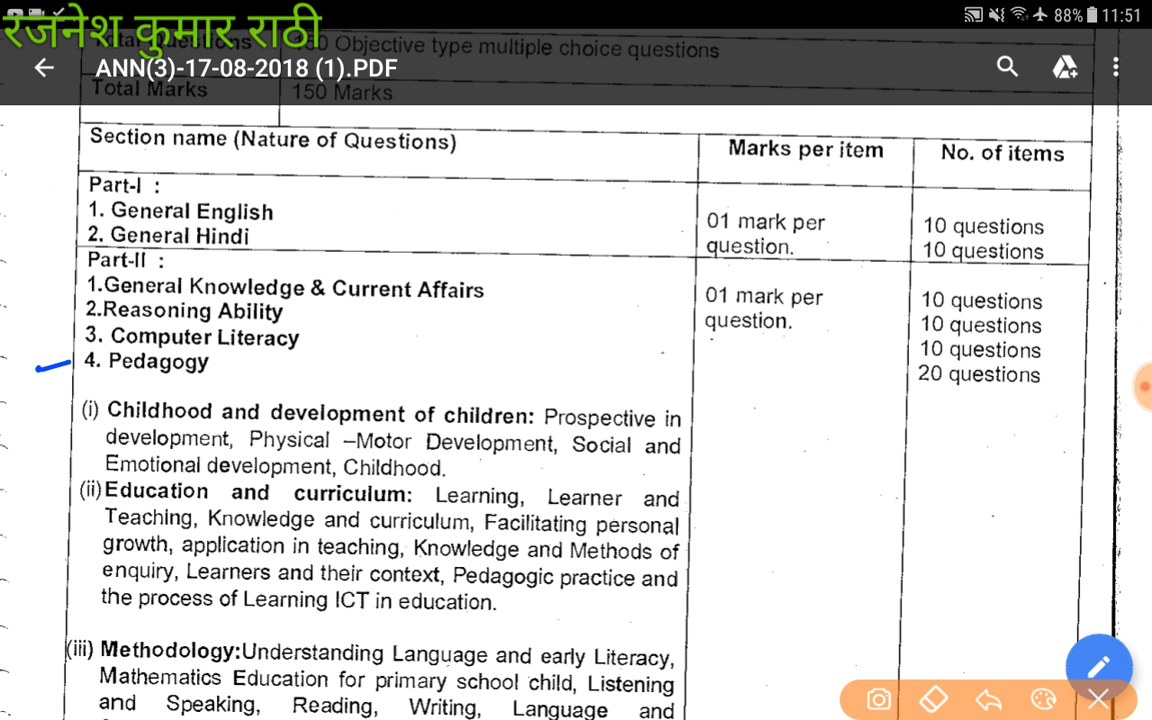 88% 11:51
रजनेश कुमार राठी
Objective type multiple choice questions
ANN(3)-17-08-2018 (1).PDF
Total Marks 150 Marks
Section name (Nature of Questions) Marks per item No. of items
Part-I :
1. General English 01 mark per 10 questions
2. General Hindi question. 10 questions
Part-II :
1.General Knowledge & Current Affairs 01 mark per 10 questions
2.Reasoning Ability question. 10 questions
3. Computer Literacy 10 questions
4. Pedagogy 20 questions
(i) Childhood and development of children: Prospective in
development, Physical –Motor Development, Social and
Emotional development, Childhood.
(ii) Education and curriculum: Learning, Learner and
Teaching, Knowledge and curriculum, Facilitating personal
growth, application in teaching, Knowledge and Methods of
enquiry, Learners and their context, Pedagogic practice and
the process of Learning ICT in education.
(iii) Methodology:Understanding Language and early Literacy,
Mathematics Education for primary school child, Listening
and Speaking, Reading, Writing, Language and